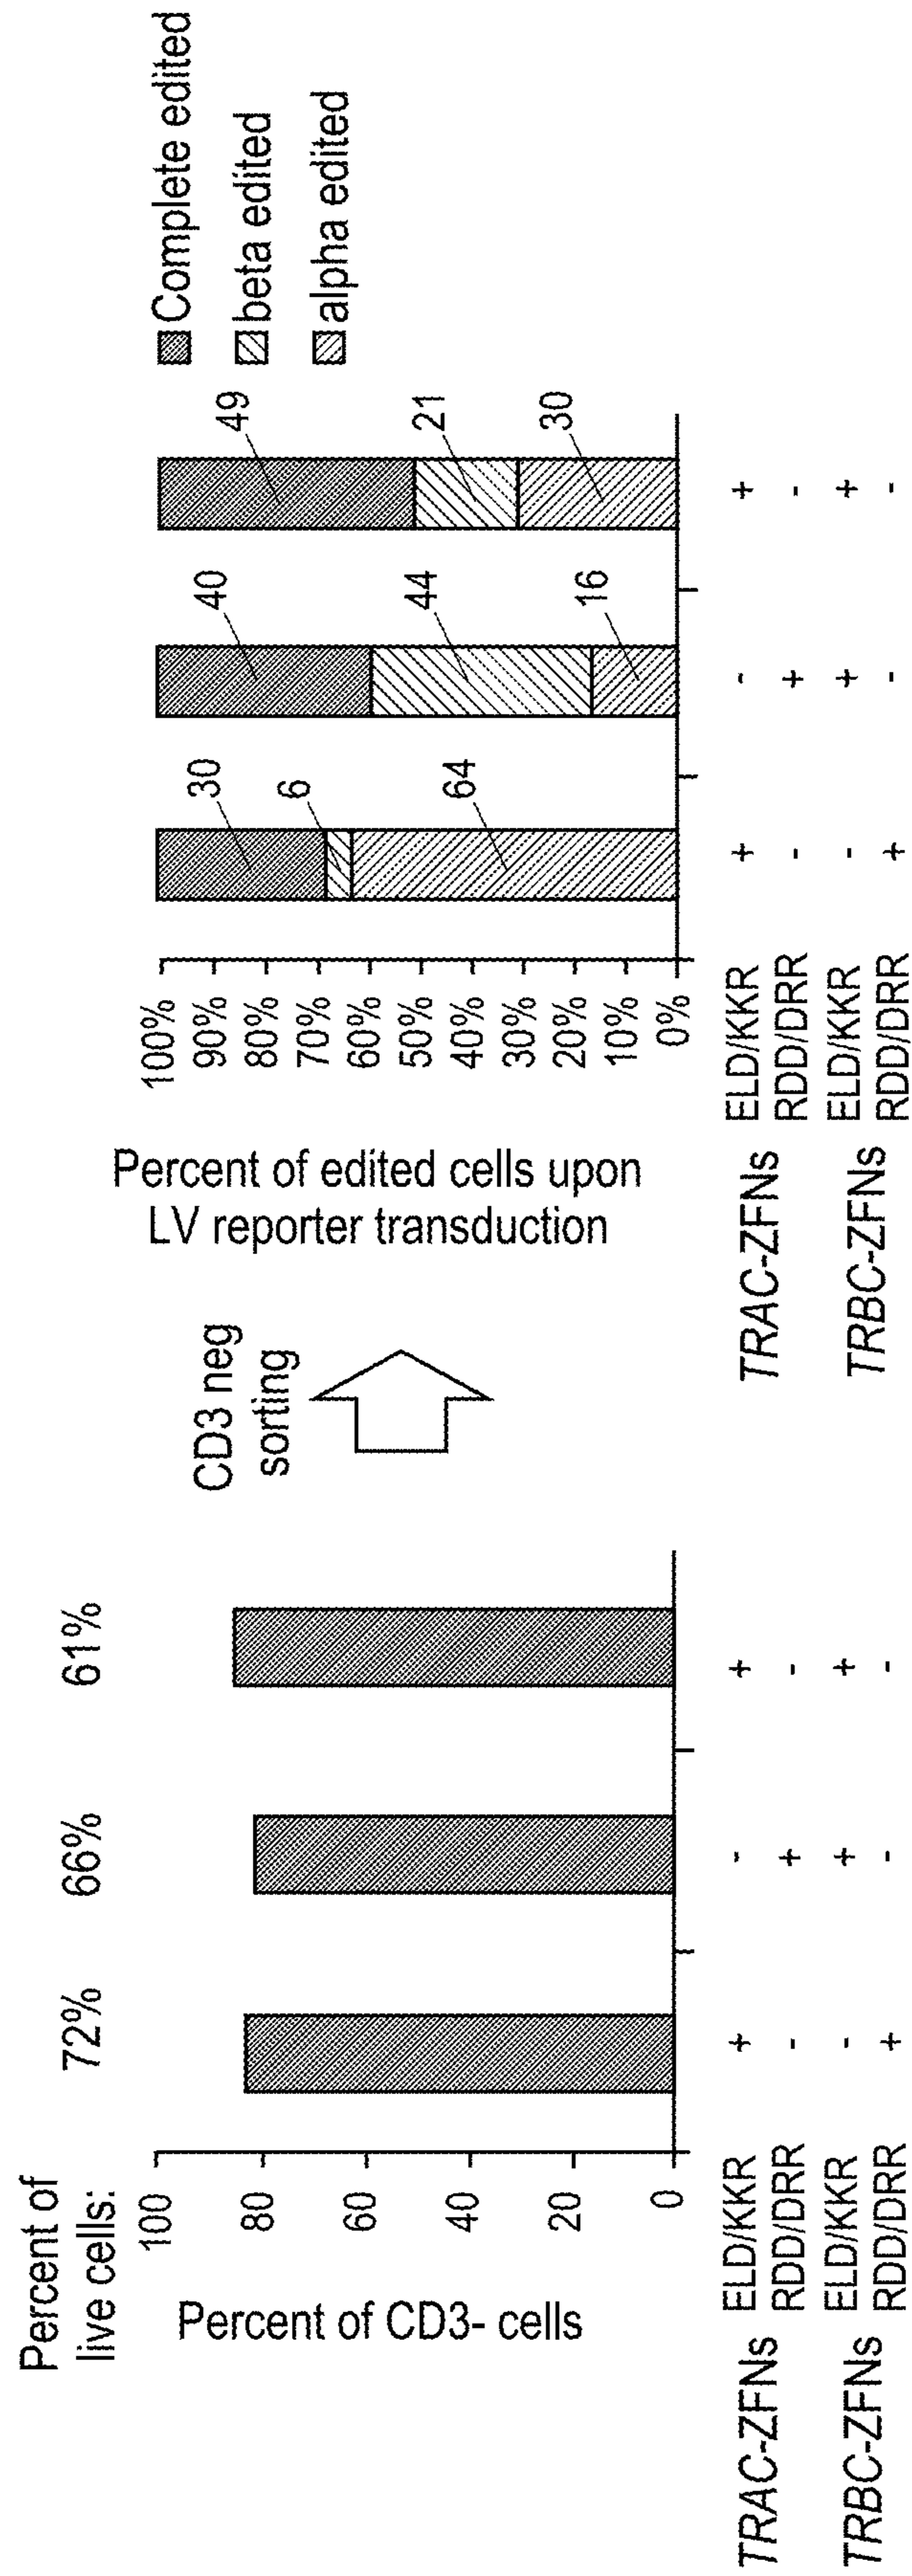 Percent of
live cells:
72%
66%
61%
Percent of CD3- cells
100
80
60
40
20
0
TRAC-ZFNs
ELD/KKR + - +
RDD/DRR - + -
TRBC-ZFNs
ELD/KKR - + +
RDD/DRR + - -
CD3 neg
sorting
Percent of edited cells upon
LV reporter transduction
100%
90%
80%
70%
60%
50%
40%
30%
20%
10%
0%
30
6
64
40
44
16
49
21
30
Complete edited
beta edited
alpha edited
TRAC-ZFNs
ELD/KKR + - +
RDD/DRR - + -
TRBC-ZFNs
ELD/KKR - + +
RDD/DRR + - -